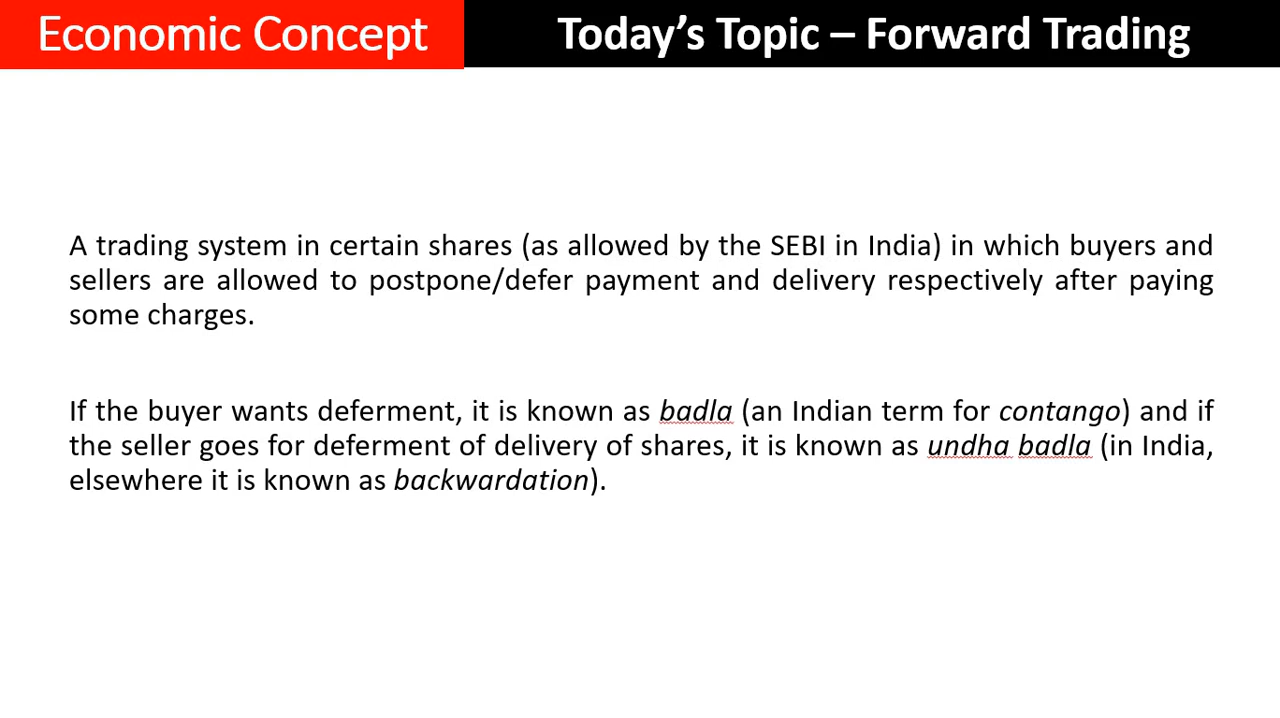 Economic Concept
Today's Topic – Forward Trading
A trading system in certain shares (as allowed by the SEBI in India) in which buyers and
sellers are allowed to postpone/defer payment and delivery respectively after paying
some charges.
If the buyer wants deferment, it is known as badla (an Indian term for contango) and if
the seller goes for deferment of delivery of shares, it is known as undha badla (in India,
elsewhere it is known as backwardation).